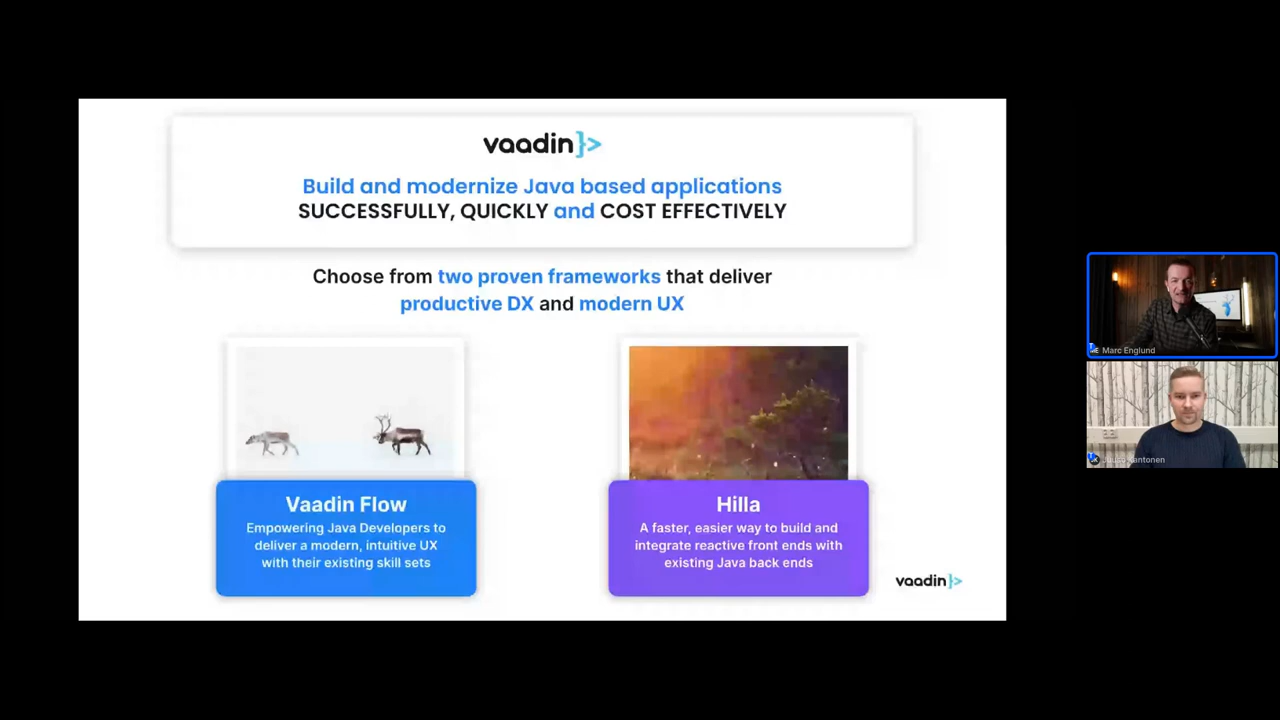 vaadin}>
Build and modernize Java based applications
SUCCESSFULLY, QUICKLY and COST EFFECTIVELY
Choose from two proven frameworks that deliver
productive DX and modern UX
Vaadin Flow
Empowering Java Developers to
deliver a modern, intuitive UX
with their existing skill sets
Hilla
A faster, easier way to build and
integrate reactive front ends with
existing Java back ends
vaadin}>
Marc Englund